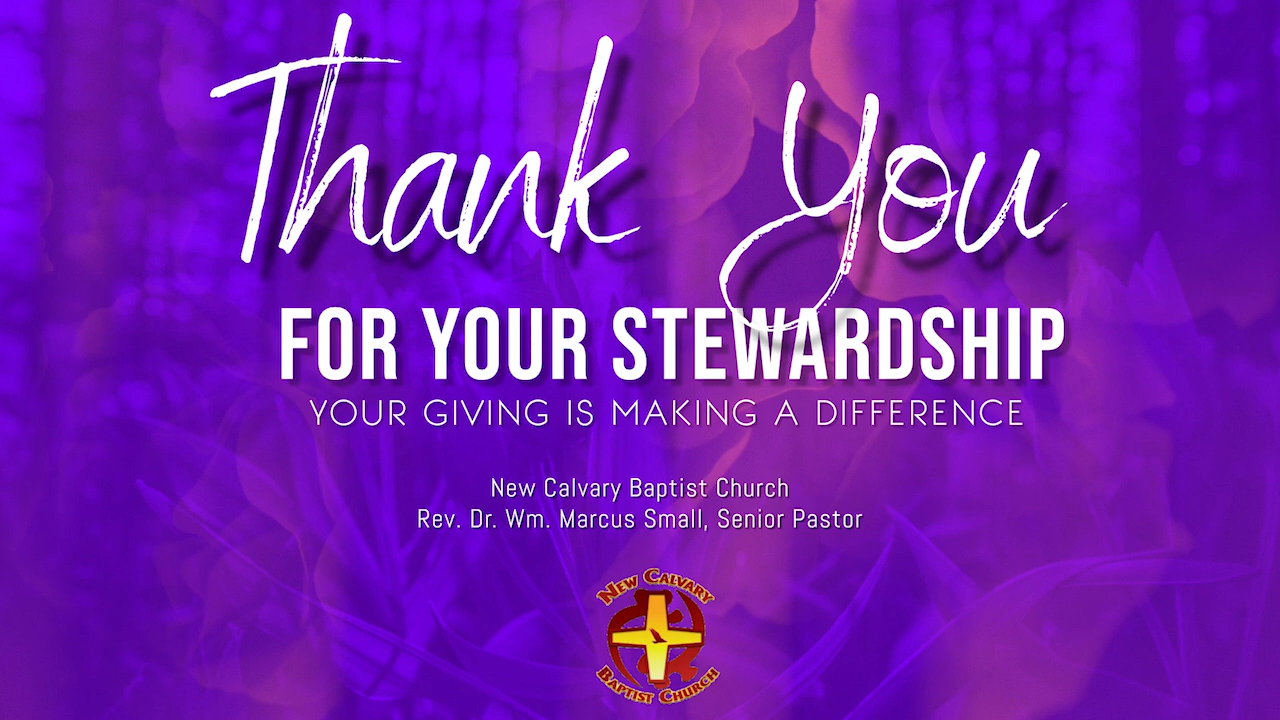 Thank You
FOR YOUR STEWARDSHIP
YOUR GIVING IS MAKING A DIFFERENCE
New Calvary Baptist Church
Rev. Dr. Wm. Marcus Small, Senior Pastor
NEW CALVARY
BAPTIST CHURCH